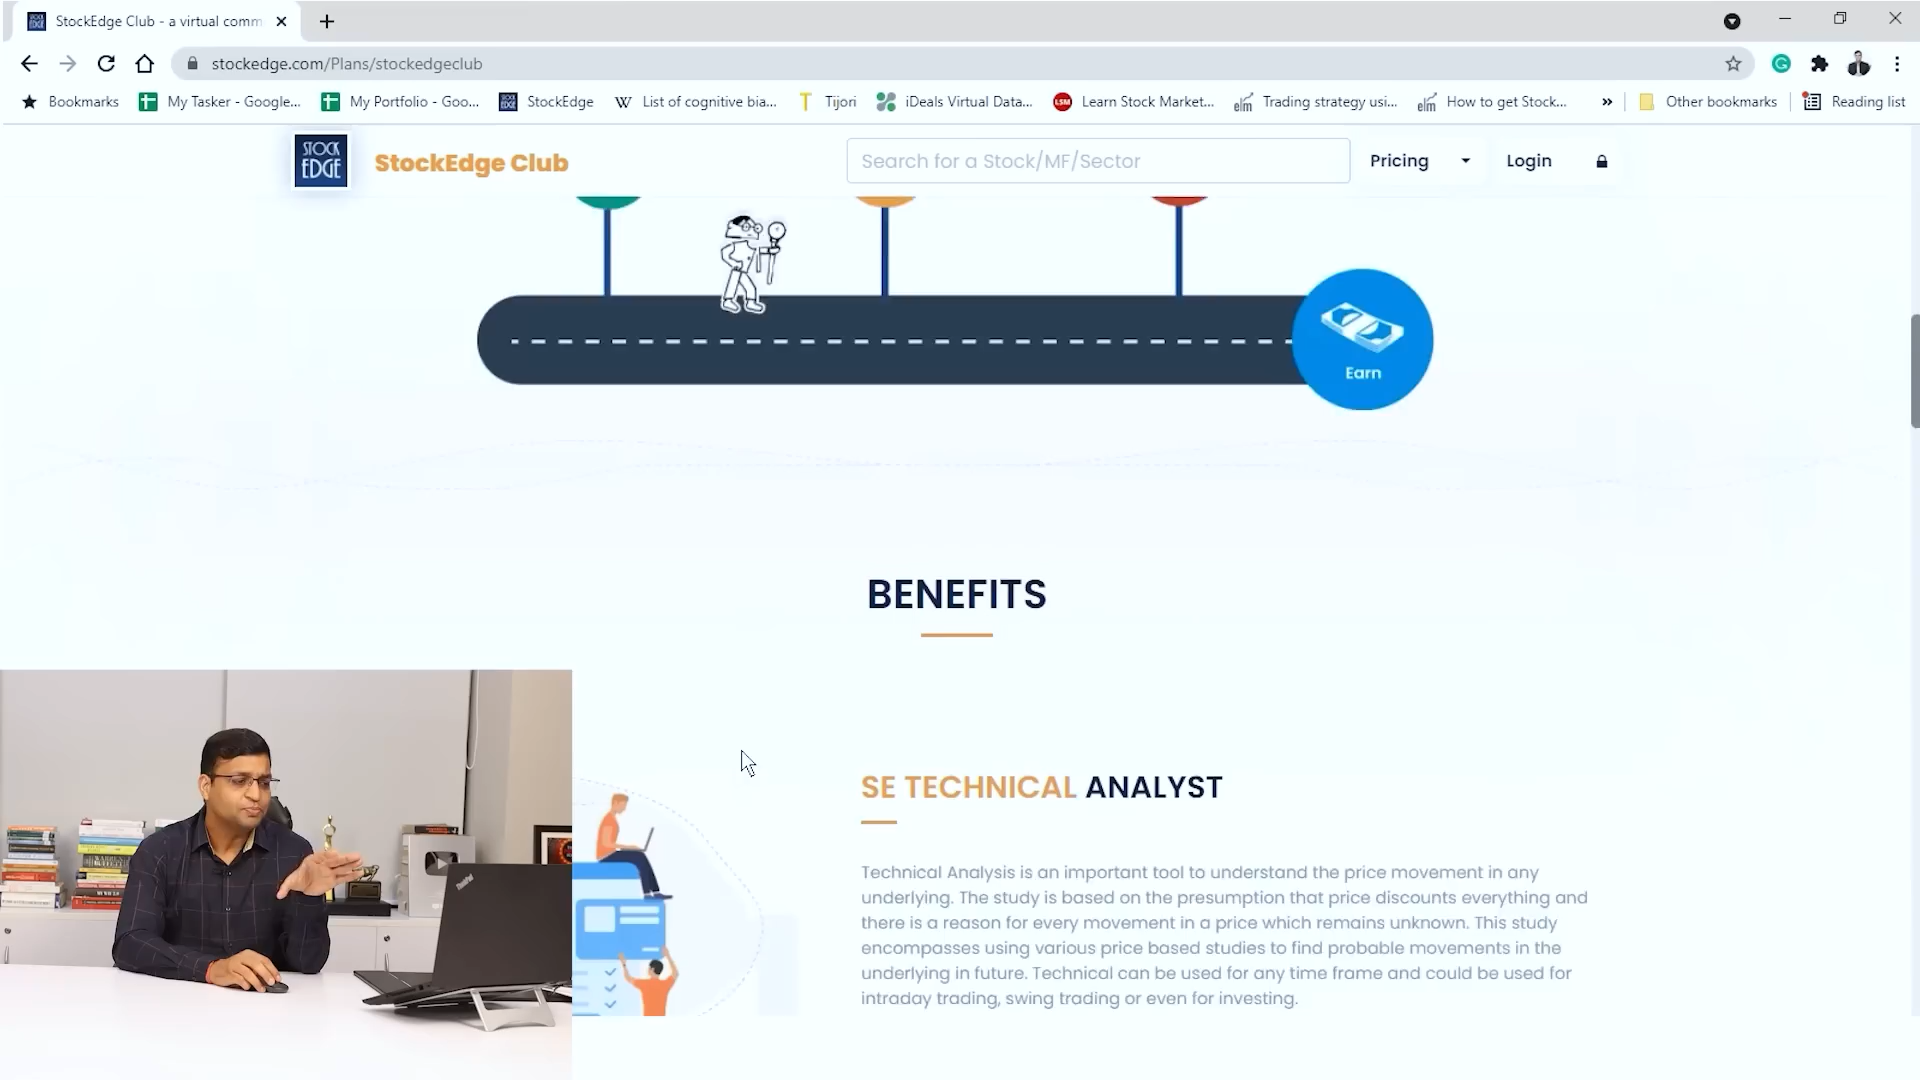 StockEdge Club - a virtual comm
stockedge.com/Plans/stockedgeclub
Bookmarks
My Tasker - Google...
My Portfolio - Goo...
StockEdge
W
List of cognitive bia...
T
Tijori
iDeals Virtual Data...
LSM
Learn Stock Market...
elm
Trading strategy usi...
elm
How to get Stock...
»
Other bookmarks
Reading list
STOCK
EDGE
StockEdge Club
Search for a Stock/MF/Sector
Pricing
Login
Earn
BENEFITS
SE TECHNICAL ANALYST
Technical Analysis is an important tool to understand the price movement in any
underlying. The study is based on the presumption that price discounts everything and
there is a reason for every movement in a price which remains unknown. This study
encompasses using various price based studies to find probable movements in the
underlying in future. Technical can be used for any time frame and could be used for
intraday trading, swing trading or even for investing.
ThinkPad